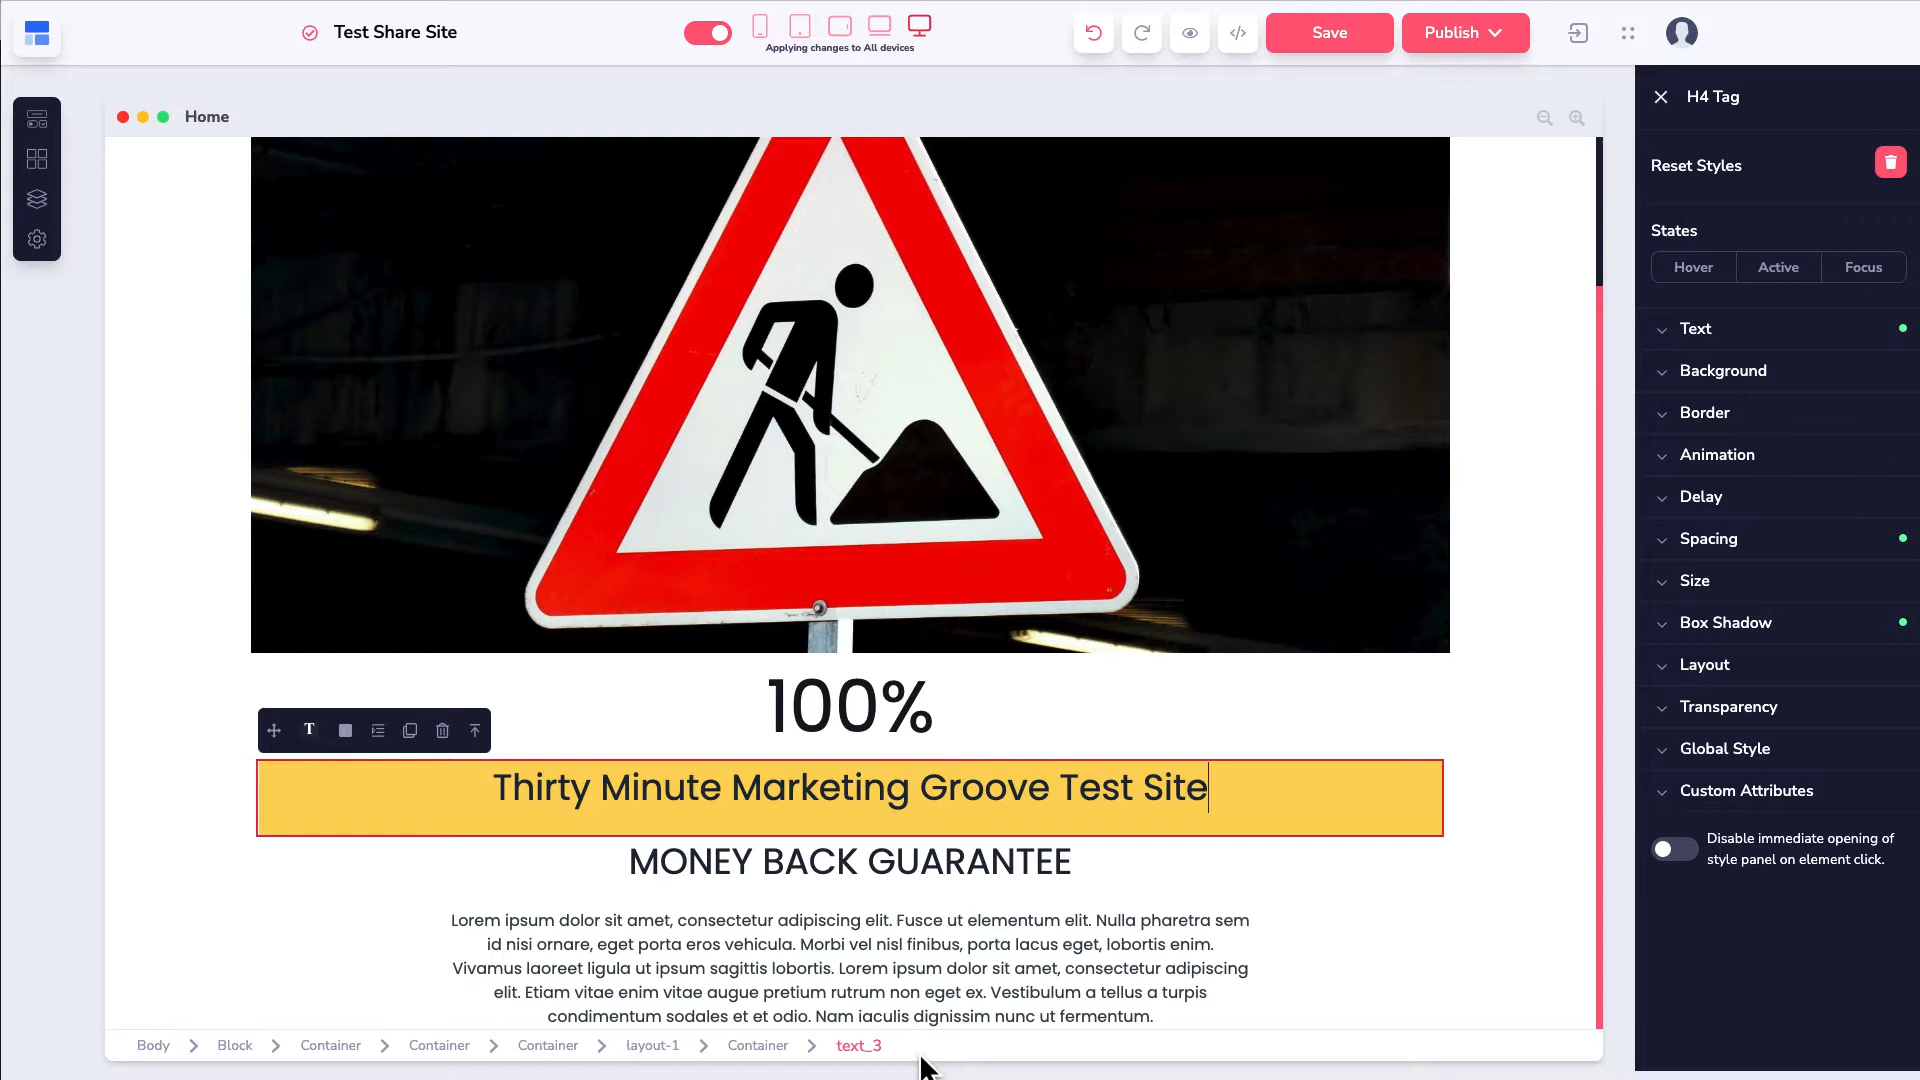 Test Share Site
Applying changes to All devices
Save
Publish
Home
H4 Tag
Reset Styles
States
Hover
Active
Focus
Text
Background
Border
Animation
Delay
Spacing
Size
Box Shadow
Layout
Transparency
Global Style
Custom Attributes
Disable immediate opening of
style panel on element click.
100%
T
Thirty Minute Marketing Groove Test Site
MONEY BACK GUARANTEE
Lorem ipsum dolor sit amet, consectetur adipiscing elit. Fusce ut elementum elit. Nulla pharetra sem
id nisi ornare, eget porta eros vehicula. Morbi vel nisl finibus, porta lacus eget, lobortis enim.
Vivamus laoreet ligula ut ipsum sagittis lobortis. Lorem ipsum dolor sit amet, consectetur adipiscing
elit. Etiam vitae enim vitae augue pretium rutrum non eget ex. Vestibulum a tellus a turpis
condimentum sodales et et odio. Nam iaculis dignissim nunc ut fermentum.
Body Block Container Container Container layout-1 Container text_3